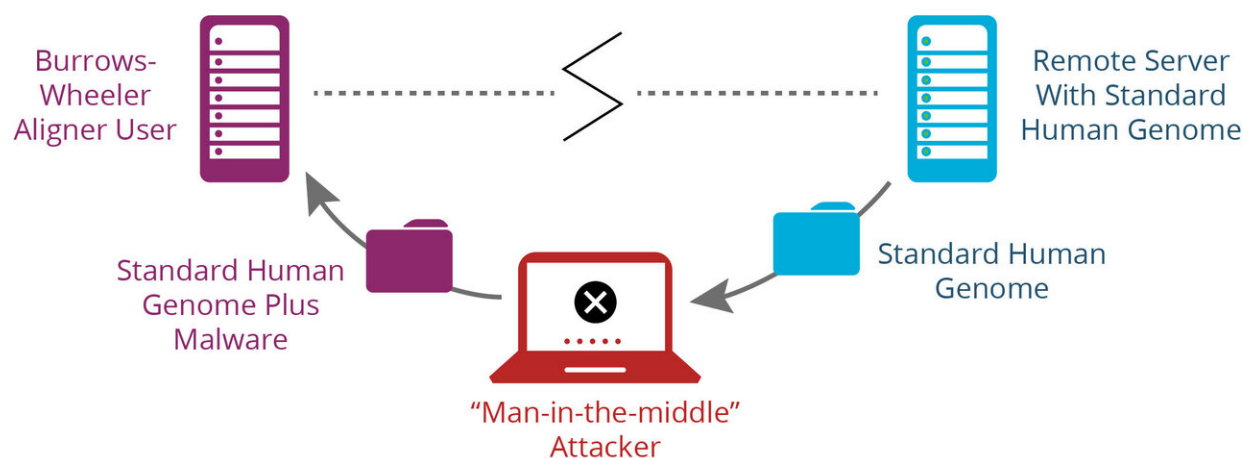 Burrows-
Wheeler
Aligner User
Remote Server
With Standard
Human Genome
Standard Human
Genome Plus
Malware
Standard Human
Genome
“Man-in-the-middle”
Attacker